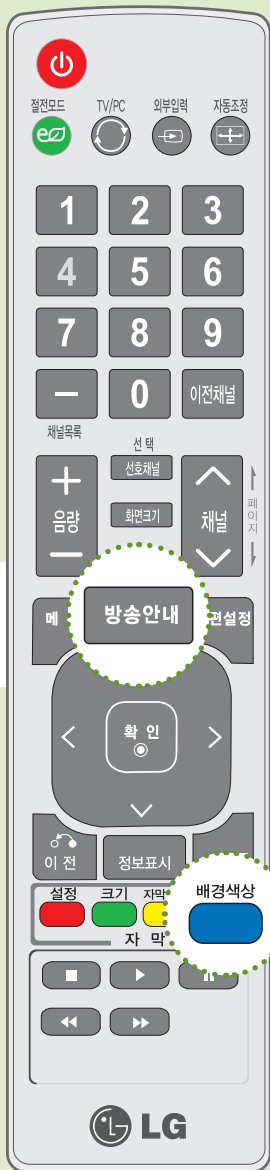 절전모드 TV/PC 외부입력 자동조정
1 2 3
4 5 6
7 8 9
— 0 이전채널
채널목록
선 택
선호채널
음량 화면크기 채널 페이지
메 방송안내 편설정
확 인
이 전 정보표시
설정 크기 자막 배경색상
자 막
LG